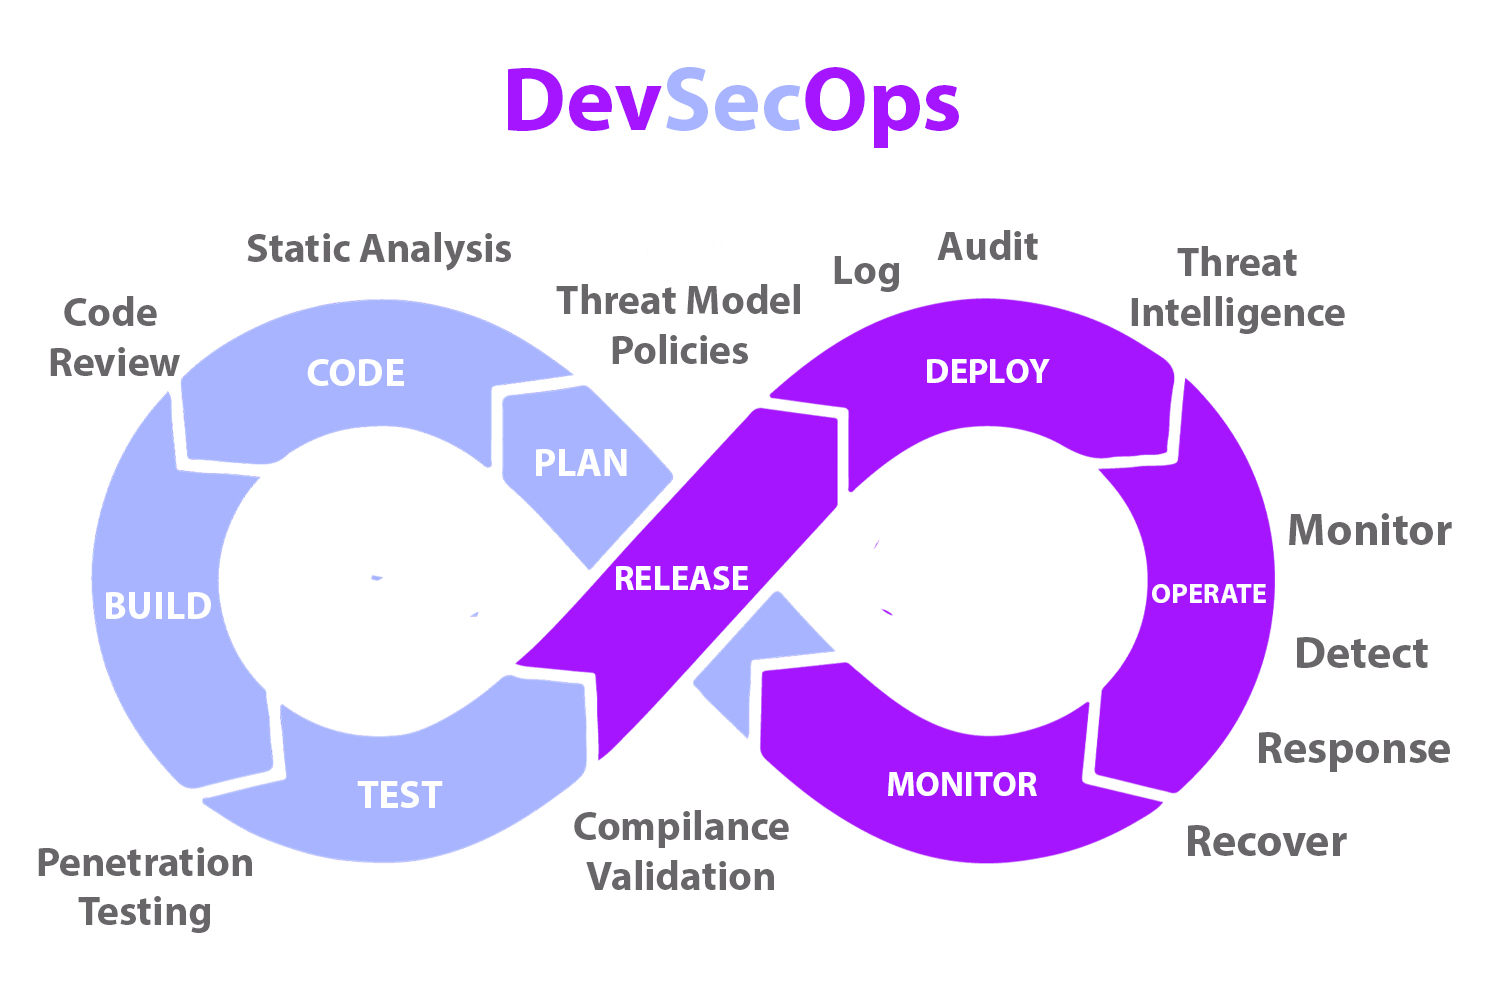 DevSecOps
Static Analysis
Code
Review
Threat Model
Policies
Log
Audit
Threat
Intelligence
CODE
PLAN
BUILD
TEST
RELEASE
DEPLOY
OPERATE
MONITOR
Monitor
Detect
Response
Recover
Penetration
Testing
Compilance
Validation